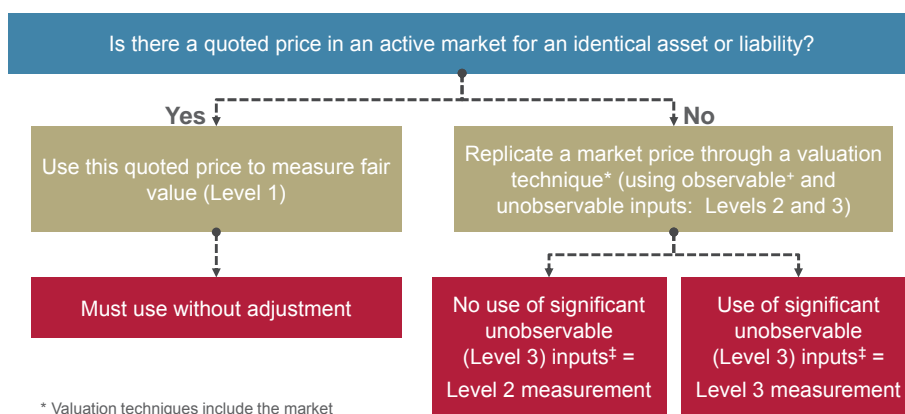 Is there a quoted price in an active market for an identical asset or liability?
Yes
No
Use this quoted price to measure fair
value (Level 1)
Replicate a market price through a valuation
technique* (using observable⁺ and
unobservable inputs: Levels 2 and 3)
Must use without adjustment
No use of significant
unobservable
(Level 3) inputs‡ =
Level 2 measurement
Use of significant
unobservable
(Level 3) inputs‡ =
Level 3 measurement
* Valuation techniques include the market